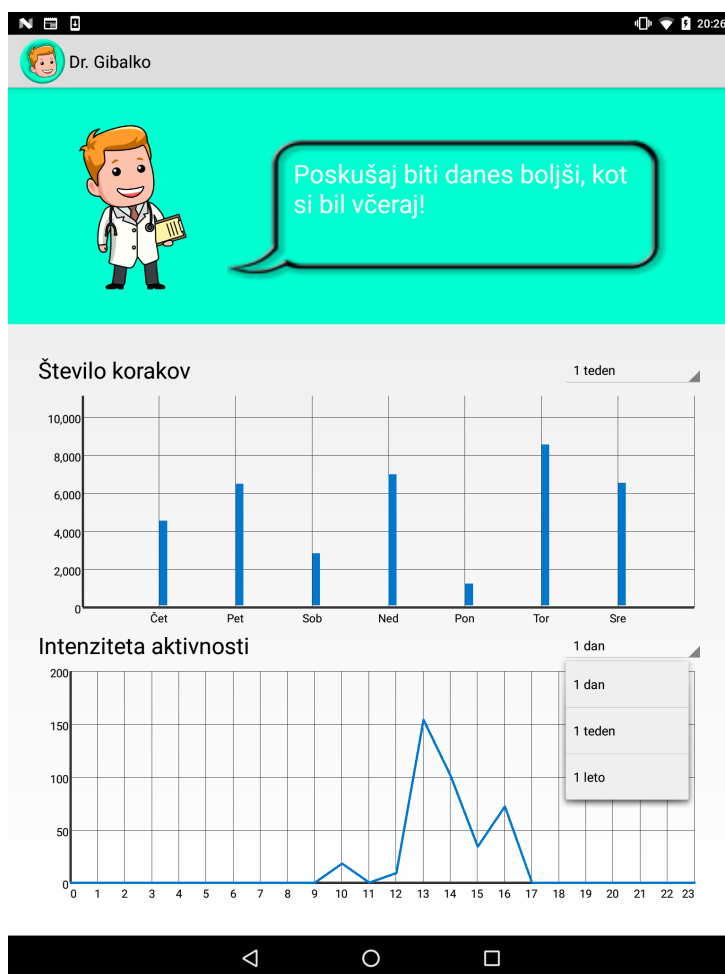 20:26
Dr. Gibalko
Poskušaj biti danes boljši, kot
si bil včeraj!
Število korakov
1 teden
10,000
8,000
6,000
4,000
2,000
0
Čet Pet Sob Ned Pon Tor Sre
Intenziteta aktivnosti
1 dan
200
150
100
50
0
1 dan
1 teden
1 leto
0 1 2 3 4 5 6 7 8 9 10 11 12 13 14 15 16 17 18 19 20 21 22 23